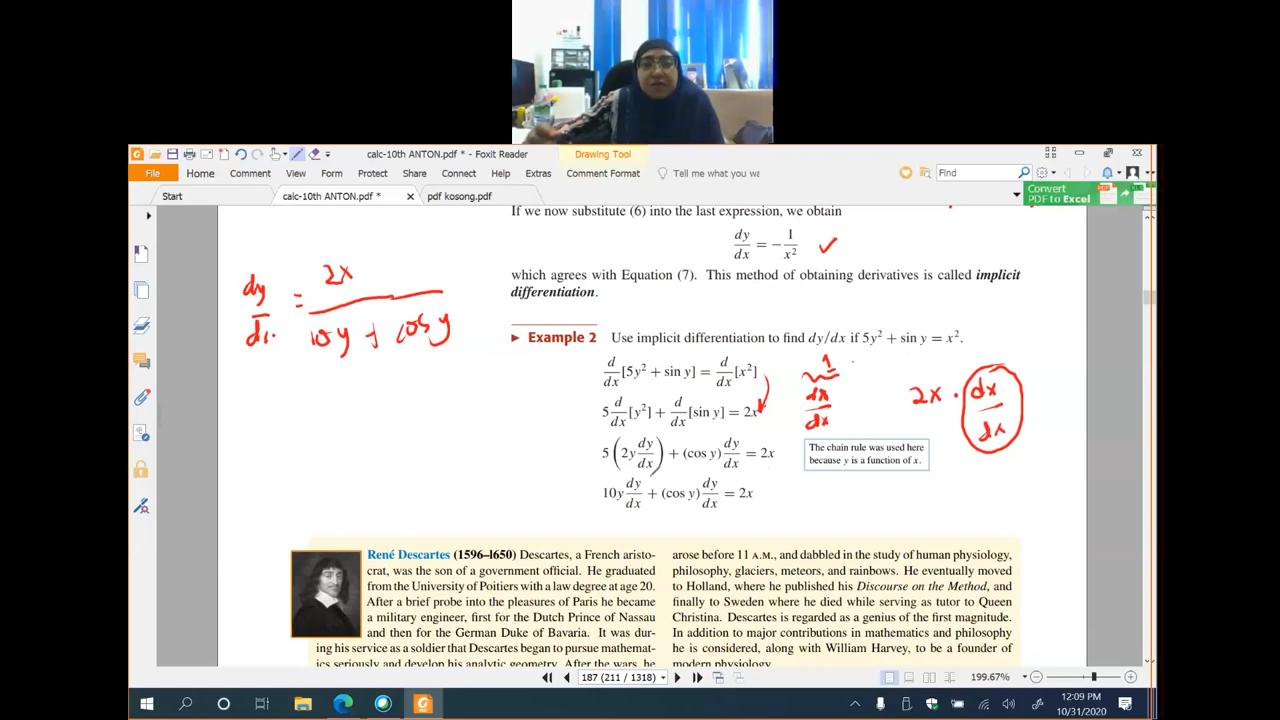 calc-10th ANTON.pdf * - Foxit Reader
Drawing Tool
File Home Comment View Form Protect Share Connect Help Extras Comment Format Tell me what you wa Find
Start calc-10th ANTON.pdf * pdf kosong.pdf
Convert
PDF to Excel
If we now substitute (6) into the last expression, we obtain
dy/dx = −1/x² ✓
which agrees with Equation (7). This method of obtaining derivatives is called implicit
differentiation.
dy/dx = 2x/(10y + cos y)
▶ Example 2 Use implicit differentiation to find dy/dx if 5y² + sin y = x².
d/dx[5y² + sin y] = d/dx[x²]
5 d/dx[y²] + d/dx[sin y] = 2x
5(2y dy/dx) + (cos y) dy/dx = 2x
10y dy/dx + (cos y) dy/dx = 2x
1
dx/dx
2x · dx/dx
The chain rule was used here
because y is a function of x.
René Descartes (1596–1650) Descartes, a French aristo-
crat, was the son of a government official. He graduated
from the University of Poitiers with a law degree at age 20.
After a brief probe into the pleasures of Paris he became
a military engineer, first for the Dutch Prince of Nassau
and then for the German Duke of Bavaria. It was dur-
ing his service as a soldier that Descartes began to pursue mathemat-
ics seriously and develop his analytic geometry. After the wars, he
arose before 11 A.M., and dabbled in the study of human physiology,
philosophy, glaciers, meteors, and rainbows. He eventually moved
to Holland, where he published his Discourse on the Method, and
finally to Sweden where he died while serving as tutor to Queen
Christina. Descartes is regarded as a genius of the first magnitude.
In addition to major contributions in mathematics and philosophy
he is considered, along with William Harvey, to be a founder of
modern physiology.
187 (211 / 1318)
199.67%
12:09 PM
10/31/2020